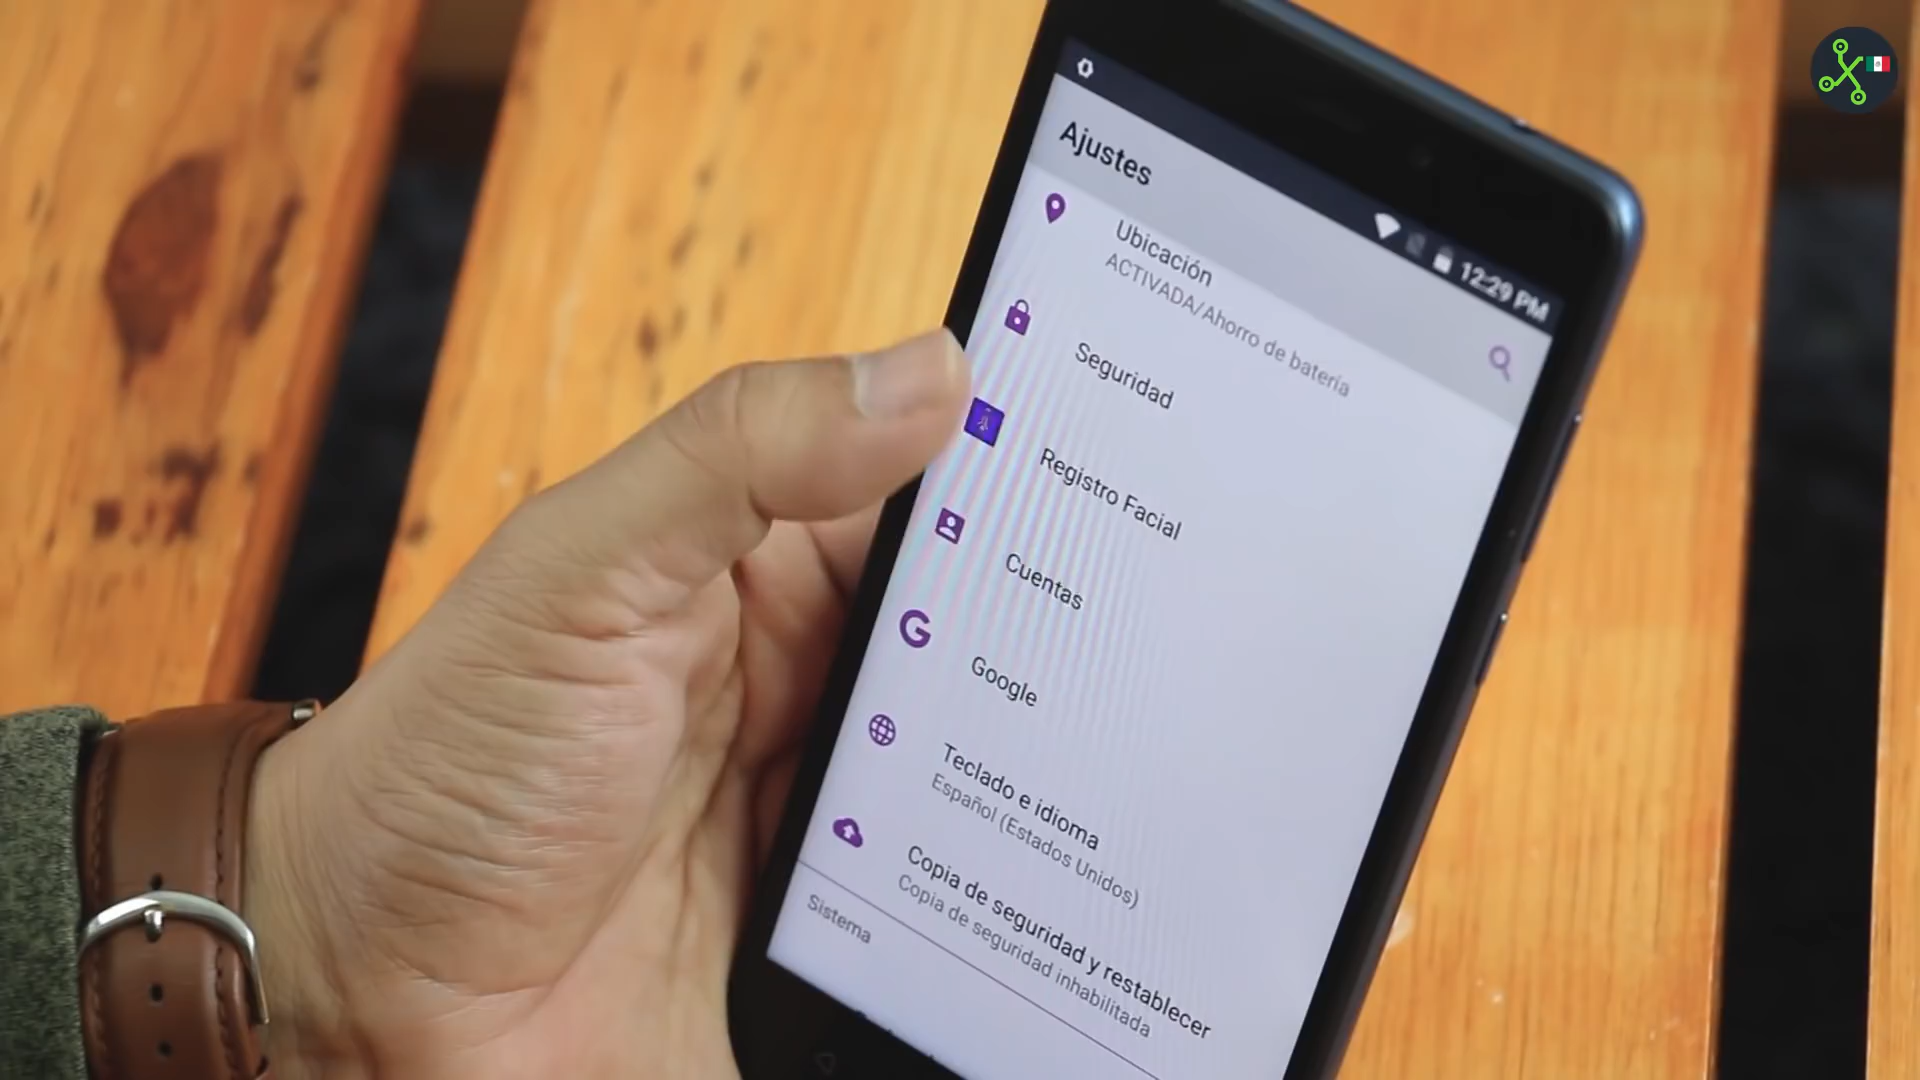 12:29 PM
Ajustes
Ubicación
ACTIVADA/Ahorro de batería
Seguridad
Registro Facial
Cuentas
Google
Teclado e idioma
Español (Estados Unidos)
Copia de seguridad y restablecer
Copia de seguridad inhabilitada
Sistema